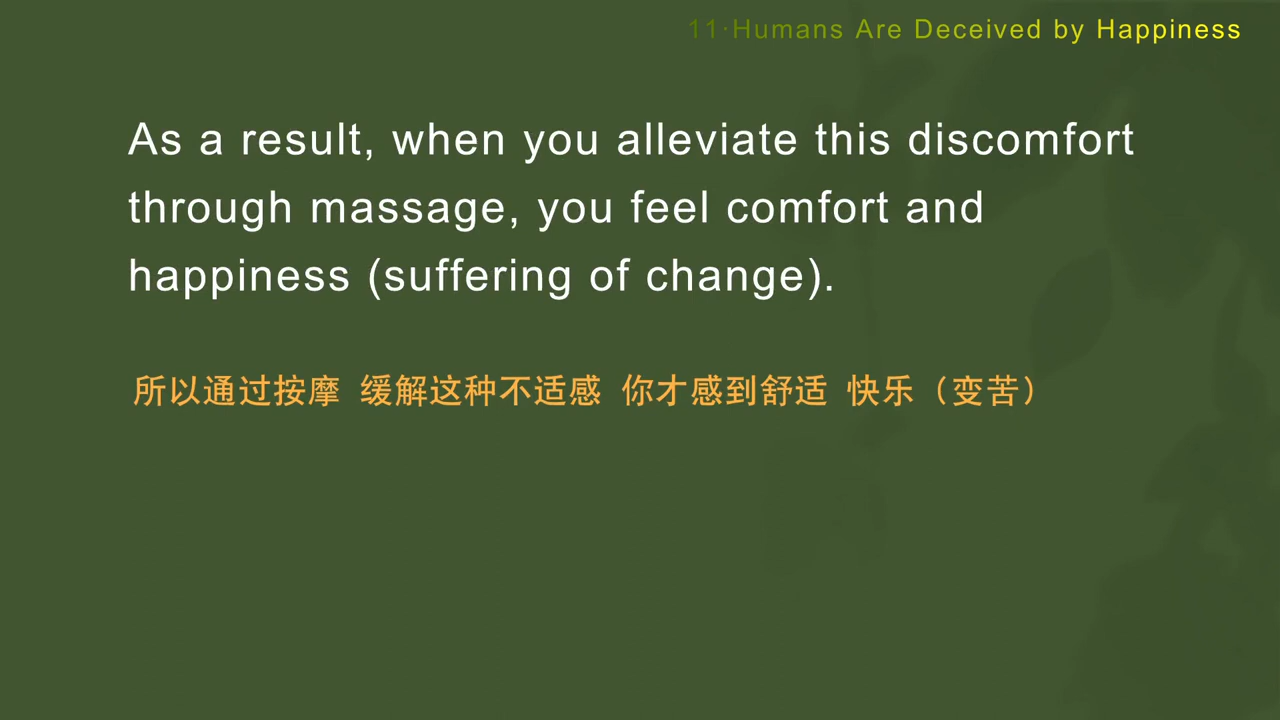 11·Humans Are Deceived by Happiness
As a result, when you alleviate this discomfort
through massage, you feel comfort and
happiness (suffering of change).
所以通过按摩 缓解这种不适感 你才感到舒适 快乐（变苦）